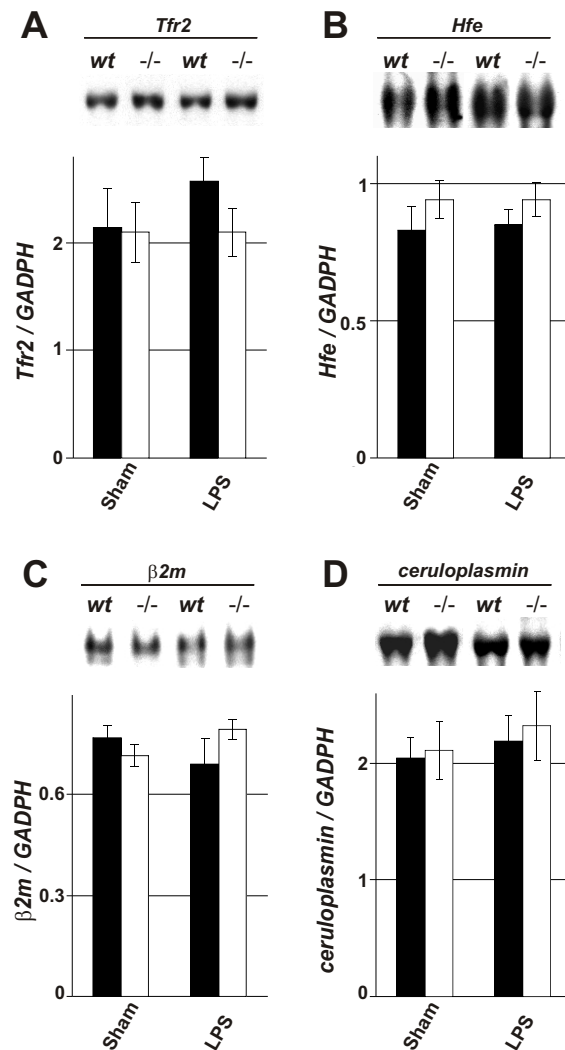 A
Tfr2
wt -/- wt -/-
Tfr2 / GADPH
2
1
0
Sham
LPS
B
Hfe
wt -/- wt -/-
Hfe / GADPH
1
0.5
0
Sham
LPS
C
β2m
wt -/- wt -/-
β2m / GADPH
0.6
0.3
0
Sham
LPS
D
ceruloplasmin
wt -/- wt -/-
ceruloplasmin / GADPH
2
1
0
Sham
LPS